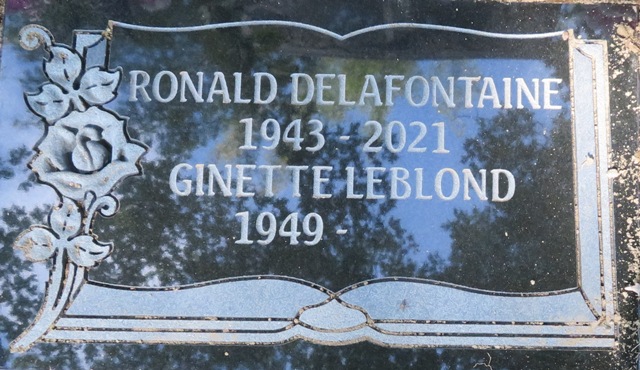 RONALD DELAFONTAINE
1943 - 2021
GINETTE LEBLOND
1949 -